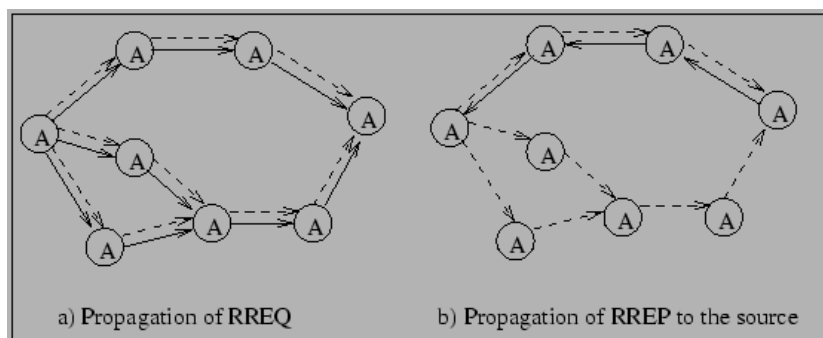 A A A A
A A
A A
A A
A A
A A
A A
a) Propagation of RREQ b) Propagation of RREP to the source